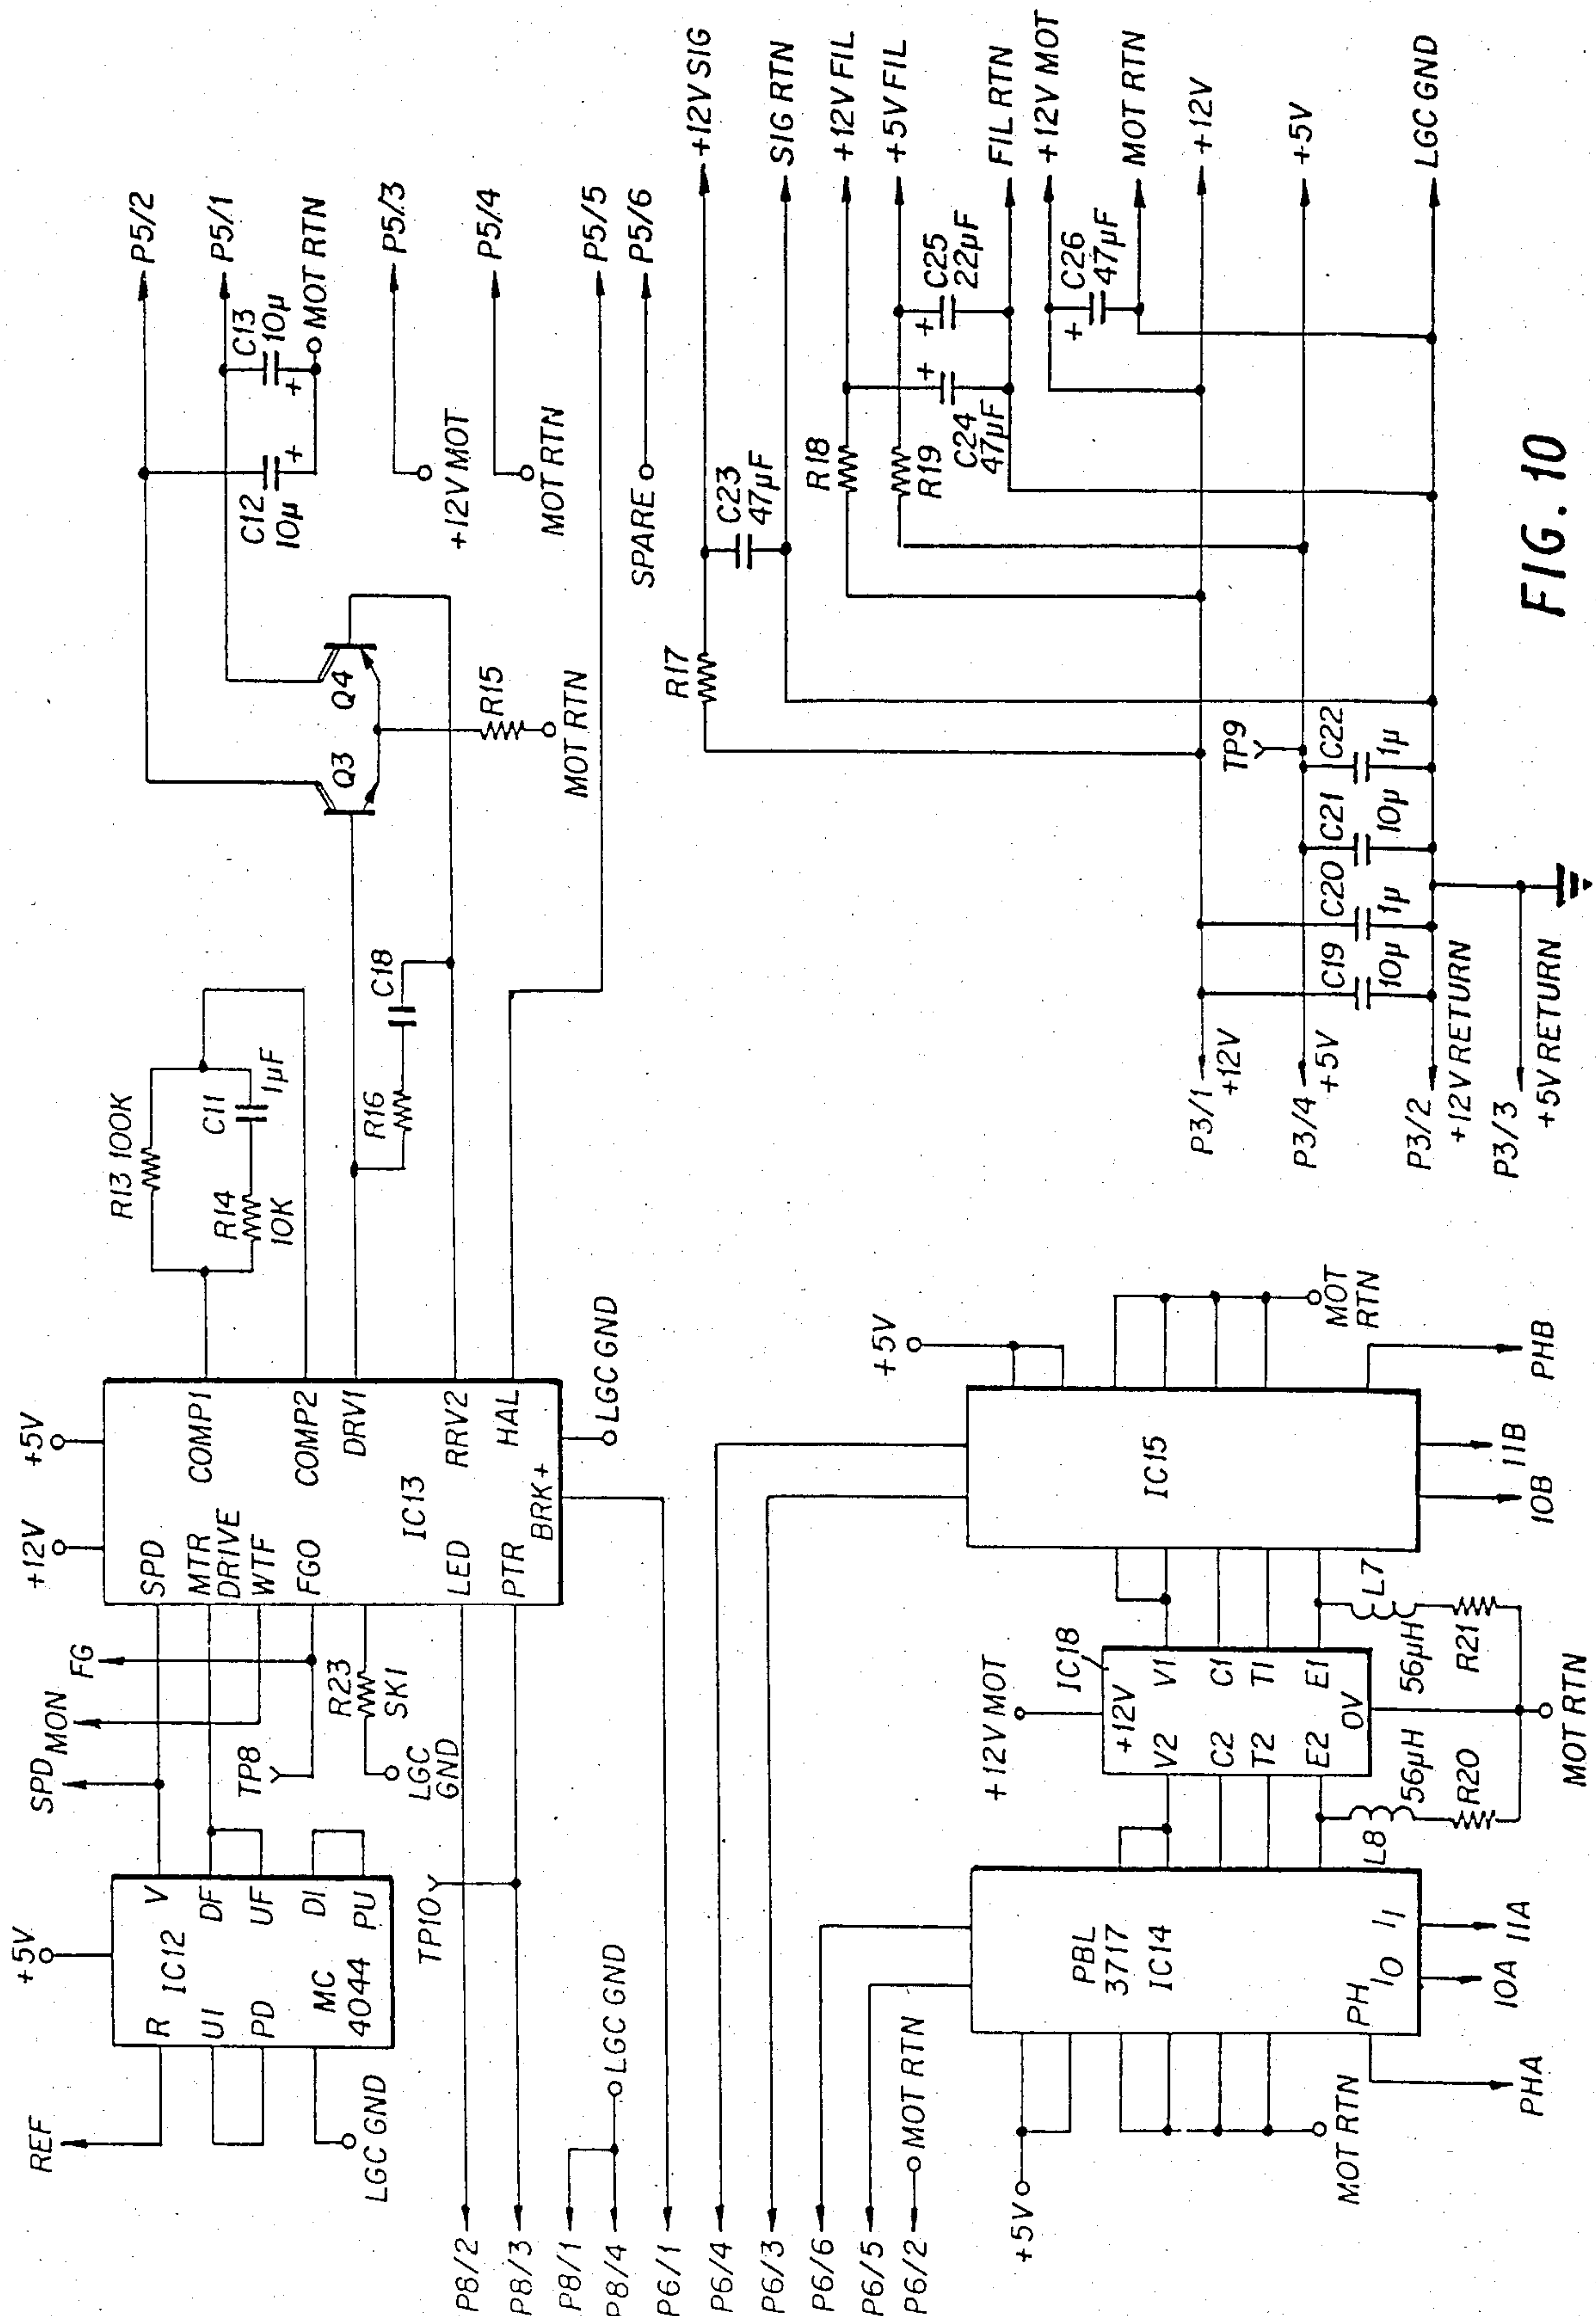 REF
+5V
R
V
IC12
UI
DF
PD
UF
MC
4044
DI
PU
LGC GND
SPD
MON
FG
TP8
R23
SK1
LGC
GND
+12V
+5V
SPD
MTR
DRIVE
WTF
FGO
COMP1
COMP2
DRV1
IC13
LED
RRV2
PTR
HAL
BRK+
LGC GND
TP10
R13 100K
R14
10K
C11
1µF
R16
C18
Q3
Q4
R15
MOT RTN
C12
10µ
+
C13
10µ
+
MOT RTN
P5/2
P5/1
P5/3
+12V MOT
P5/4
MOT RTN
P5/5
SPARE
P5/6
P8/2
P8/3
P8/1
P8/4
LGC GND
P6/1
P6/4
P6/3
P6/6
P6/5
P6/2
MOT RTN
+5V
PBL
3717
IC14
PH
IO
I1
MOT RTN
PHA
10A
11A
+12V MOT
IC18
+12V
V2
V1
C2
C1
T2
T1
E2
E1
OV
L8
56µH
R20
L7
56µH
R21
MOT RTN
+5V
IC15
MOT
RTN
10B
11B
PHB
R17
C23
47µF
+12V SIG
SIG RTN
R18
+12V FIL
R19
+5V FIL
C24
47µF
+
C25
22µF
+
FIL RTN
+12V MOT
C26
47µF
+
MOT RTN
P3/1
+12V
+12V
P3/4
+5V
TP9
+5V
C19
10µ
C20
1µ
C21
10µ
C22
1µ
P3/2
+12V RETURN
LGC GND
P3/3
+5V RETURN
FIG. 10